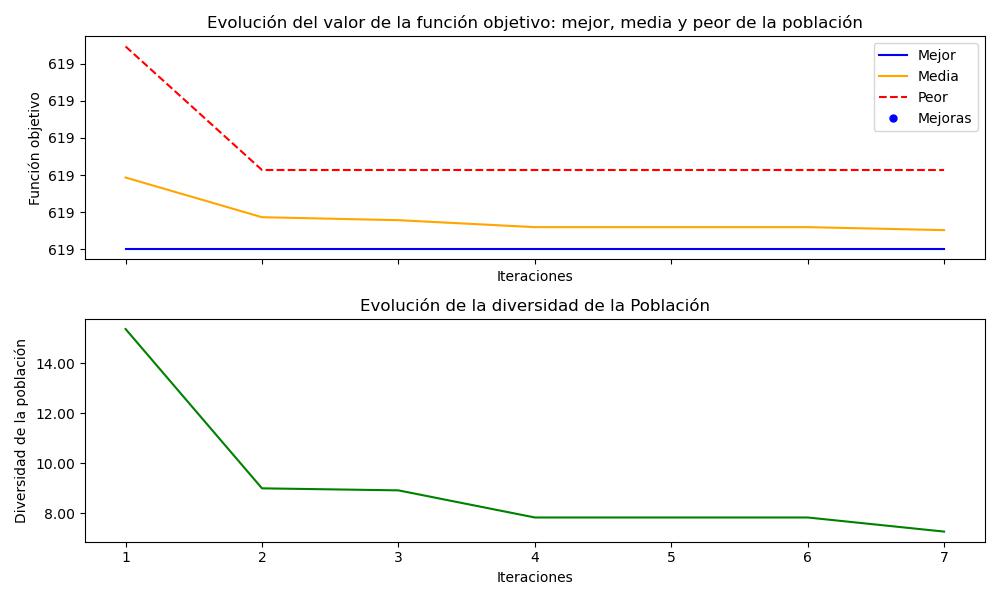 Evolución del valor de la función objetivo: mejor, media y peor de la población
Función objetivo
619
619
619
619
619
619
Mejor
Media
Peor
Mejoras
Iteraciones
Evolución de la diversidad de la Población
Diversidad de la población
14.00
12.00
10.00
8.00
1 2 3 4 5 6 7
Iteraciones